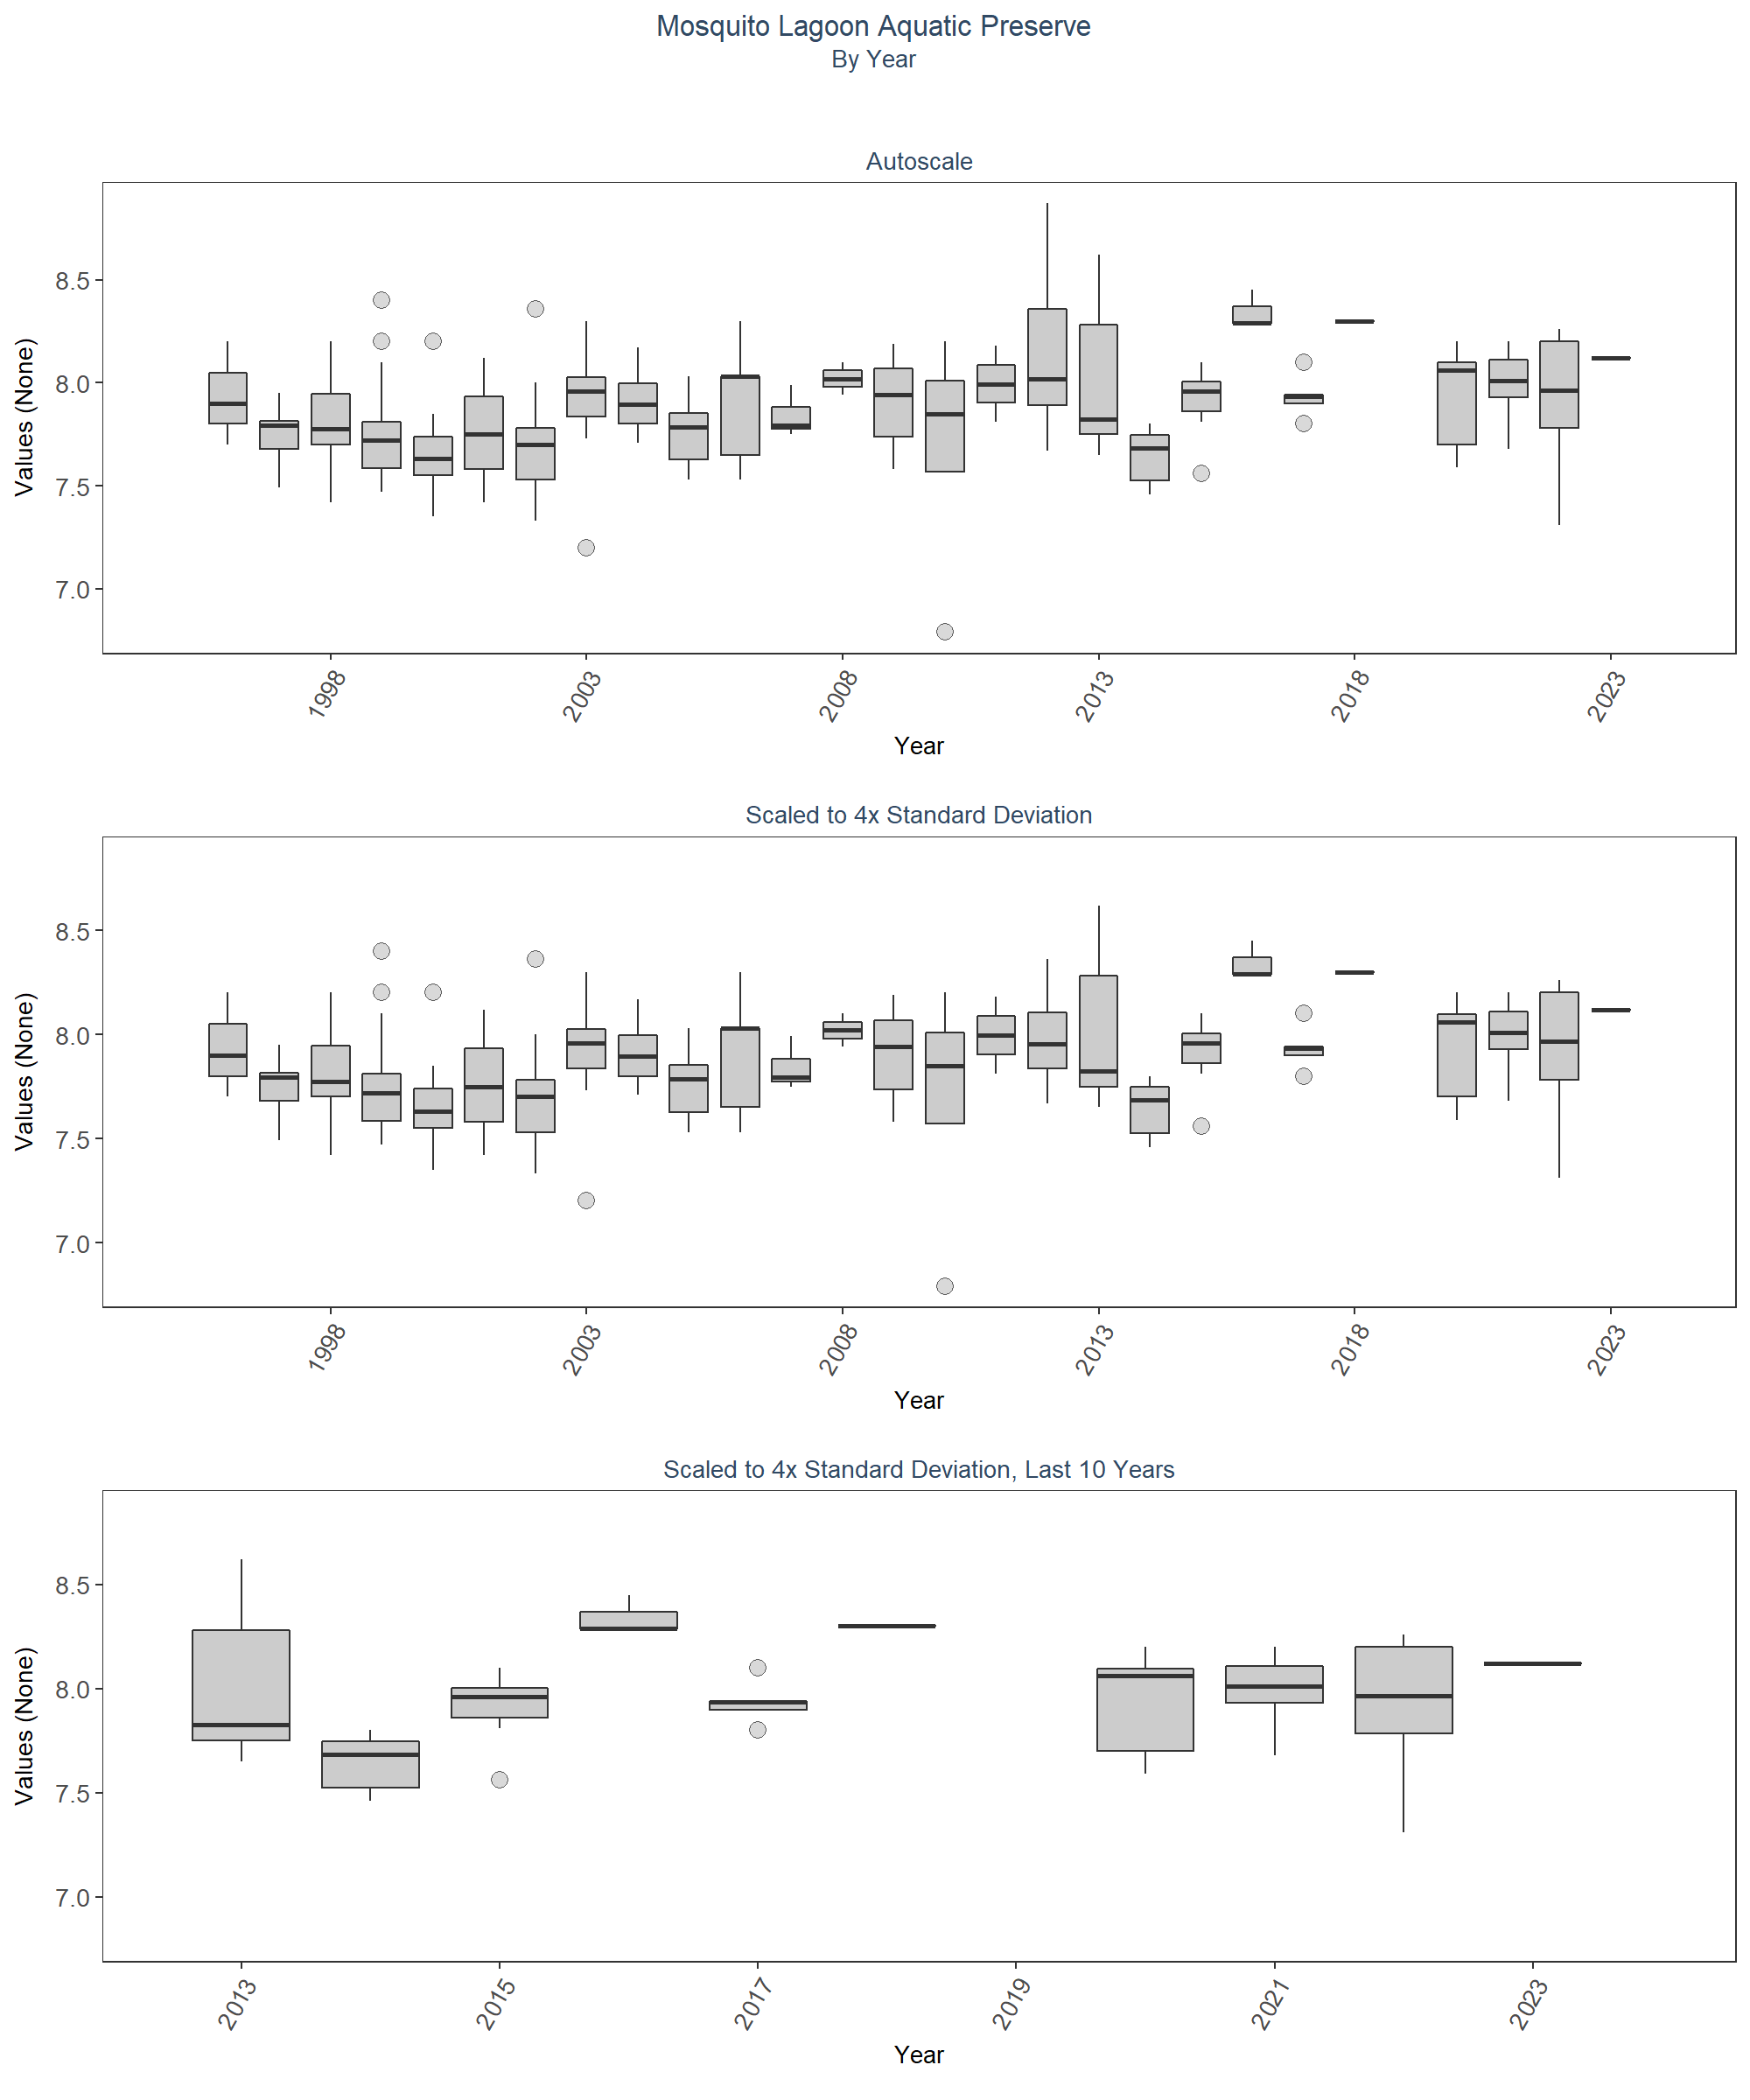 Mosquito Lagoon Aquatic Preserve
By Year
Autoscale
Values (None)
8.5
8.0
7.5
7.0
1998 2003 2008 2013 2018 2023
Year
Scaled to 4x Standard Deviation
Values (None)
8.5
8.0
7.5
7.0
1998 2003 2008 2013 2018 2023
Year
Scaled to 4x Standard Deviation, Last 10 Years
Values (None)
8.5
8.0
7.5
7.0
2013 2015 2017 2019 2021 2023
Year